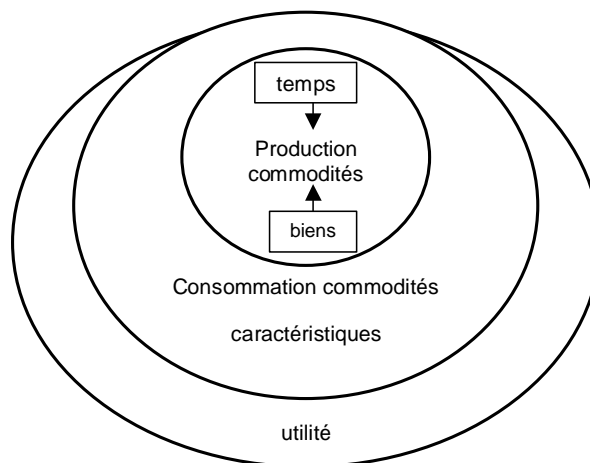 temps
Production
commodités
biens
Consommation commodités
caractéristiques
utilité